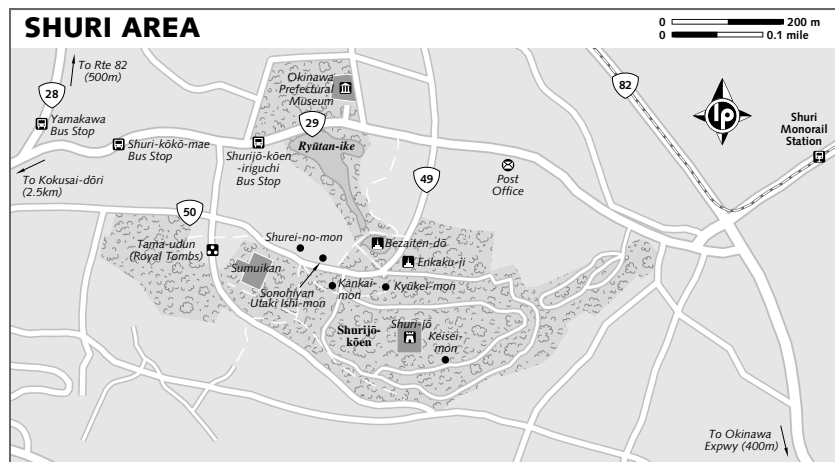 SHURI AREA
0 200 m
0 0.1 mile
To Rte 82
(500m)
28
Yamakawa
Bus Stop
Shuri-kōkō-mae
Bus Stop
To Kokusai-dōri
(2.5km)
Okinawa
Prefectural
Museum
29
Ryūtan-ike
Shurijō-kōen
-iriguchi
Bus Stop
82
lp
Shuri
Monorail
Station
49
Post
Office
50
Tama-udun
(Royal Tombs)
Shurei-no-mon
Bezaiten-dō
Enkaku-ji
Sumuikan
Sonohiyan
Utaki Ishi-mon
Kankai-
mon
Kyūkei-mon
Shurijō-
kōen
Shuri-jō
Keisei-
mon
To Okinawa
Expwy (400m)